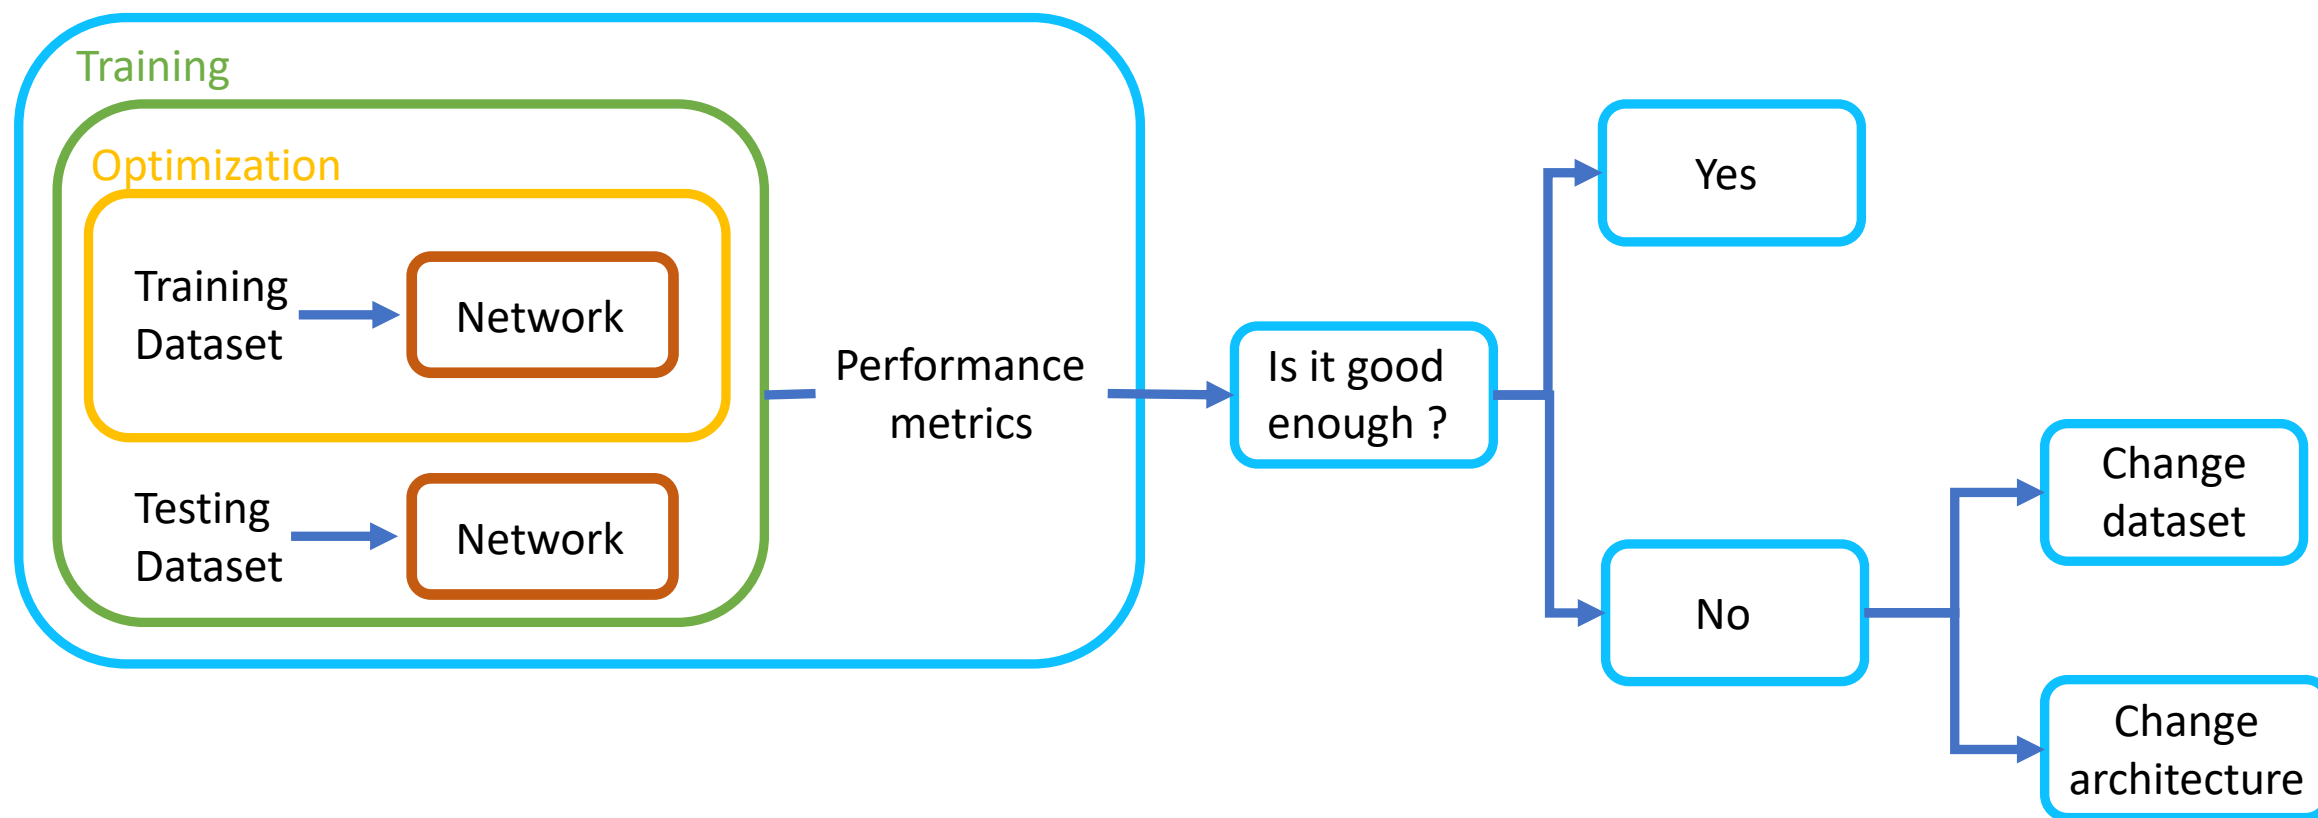 Training
Optimization
Training
Dataset
Network
Testing
Dataset
Network
Performance
metrics
Is it good
enough ?
Yes
No
Change
dataset
Change
architecture